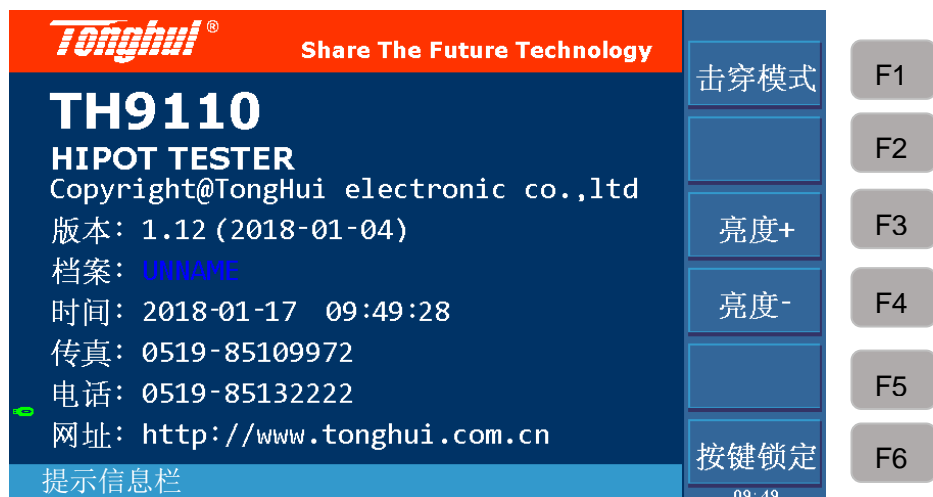 Tonghui®
Share The Future Technology
TH9110
HIPOT TESTER
Copyright@TongHui electronic co.,ltd
版本：1.12(2018-01-04)
档案：UNNAME
时间：2018-01-17 09:49:28
传真：0519-85109972
电话：0519-85132222
网址：http://www.tonghui.com.cn
提示信息栏
击穿模式
亮度+
亮度-
按键锁定
09:49
F1
F2
F3
F4
F5
F6